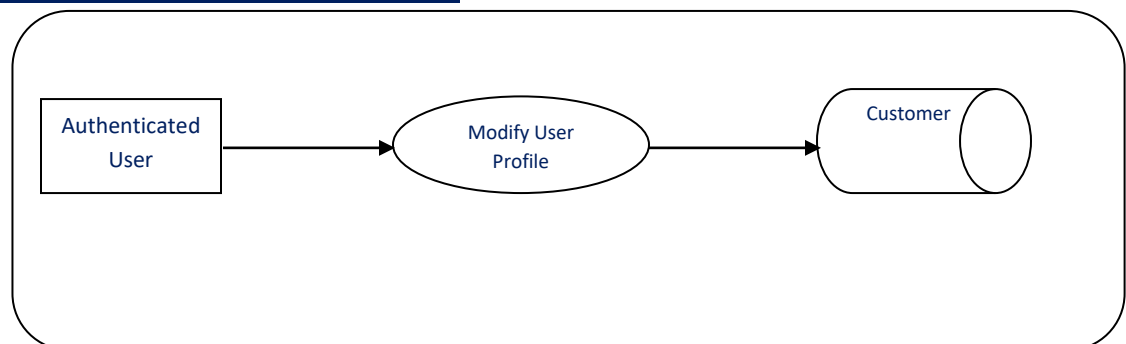 Authenticated
User
Modify User
Profile
Customer